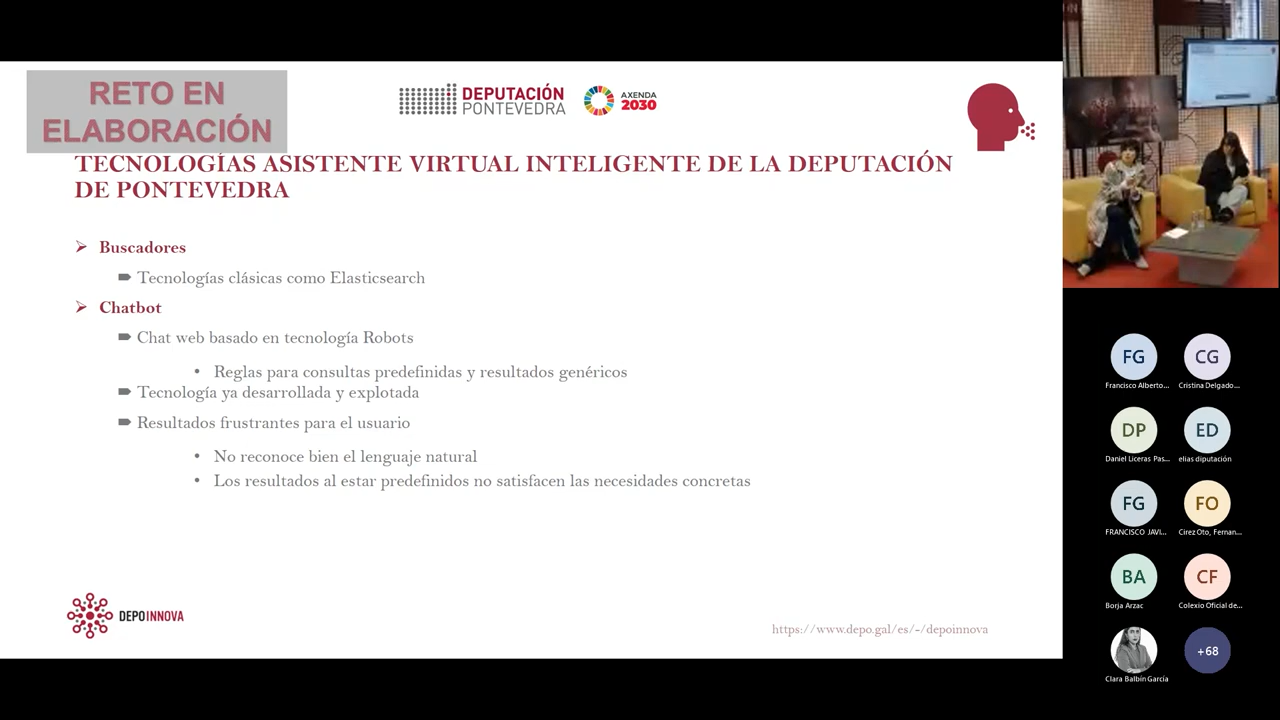 RETO EN
ELABORACIÓN
DEPUTACIÓN
PONTEVEDRA
AXENDA
2030
TECNOLOGÍAS ASISTENTE VIRTUAL INTELIGENTE DE LA DEPUTACIÓN
DE PONTEVEDRA
Buscadores
Tecnologías clásicas como Elasticsearch
Chatbot
Chat web basado en tecnología Robots
• Reglas para consultas predefinidas y resultados genéricos
Tecnología ya desarrollada y explotada
Resultados frustrantes para el usuario
• No reconoce bien el lenguaje natural
• Los resultados al estar predefinidos no satisfacen las necesidades concretas
DEPOINNOVA
https://www.depo.gal/es/-/depoinnova
FG CG
Francisco Alberto... Cristina Delgado...
DP ED
Daniel Liceras Pas... elias diputación
FG FO
FRANCISCO JAVI... Cirez Oto, Fernan...
BA CF
Borja Arzac Colexio Oficial de...
+68
Clara Balbín García